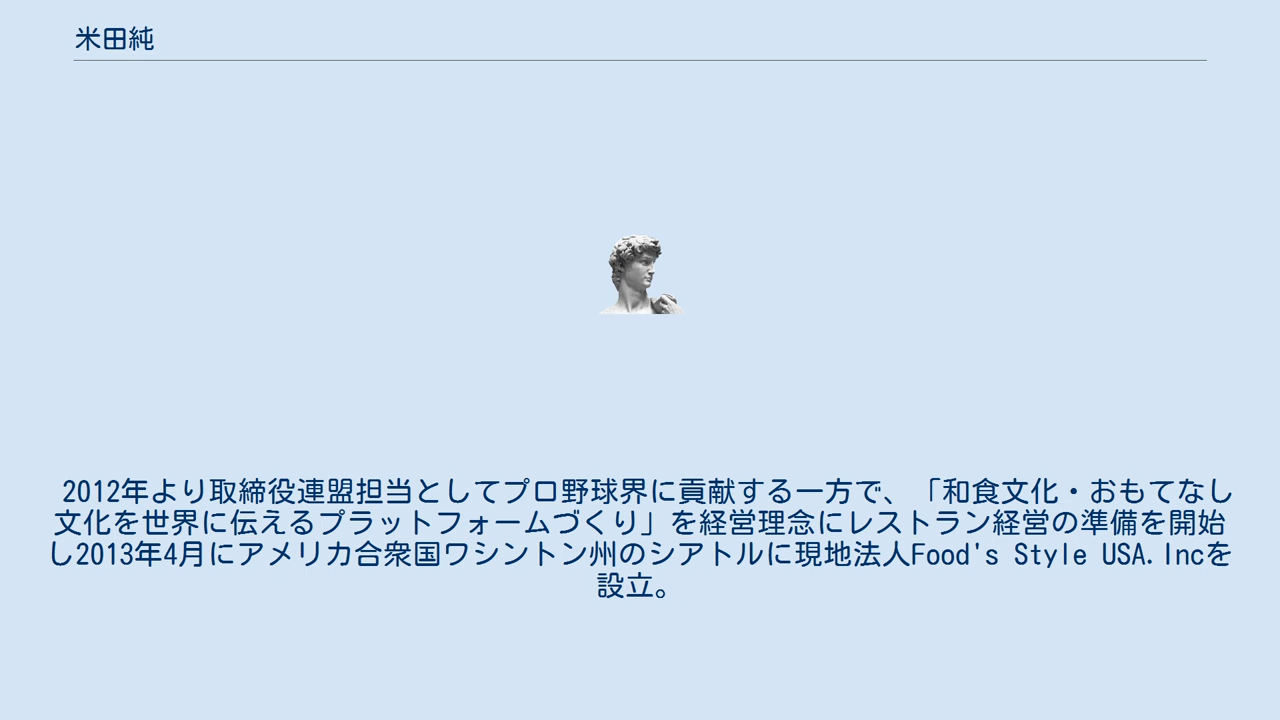 米田純
2012年より取締役連盟担当としてプロ野球界に貢献する一方で、「和食文化・おもてなし
文化を世界に伝えるプラットフォームづくり」を経営理念にレストラン経営の準備を開始
し2013年4月にアメリカ合衆国ワシントン州のシアトルに現地法人Food's Style USA.Incを
設立。